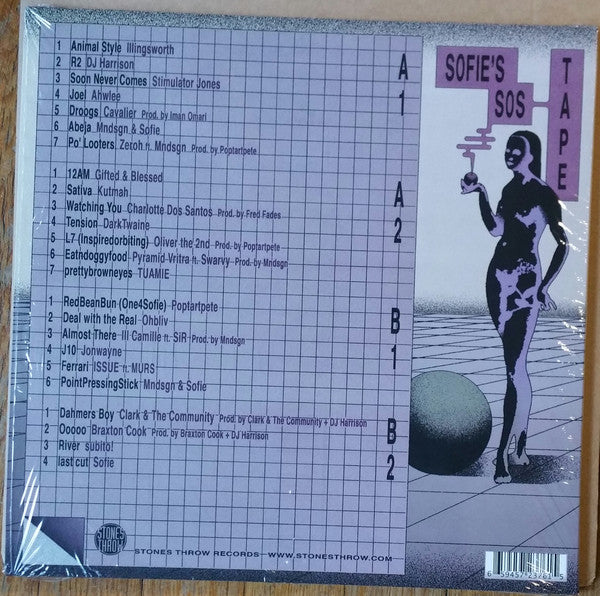 1 Animal Style Illingsworth
2 R2 DJ Harrison
3 Soon Never Comes Stimulator Jones
4 Joel Ahwlee
5 Droogs Cavalier Prod. by Iman Omari
6 Abeja Mndsgn & Sofie
7 Po' Looters Zeroh ft. Mndsgn Prod. by Poptartpete
A1
1 12AM Gifted & Blessed
2 Sativa Kutmah
3 Watching You Charlotte Dos Santos Prod. by Fred Fades
4 Tension DarkTwaine
5 L7 (Inspiredorbiting) Oliver the 2nd Prod. by Poptartpete
6 Eatndoggyfood Pyramid Vritra ft. Swarvy Prod. by Mndsgn
7 prettybrowneyes TUAMIE
A2
1 RedBeanBun (One4Sofie) Poptartpete
2 Deal with the Real Ohbliv
3 Almost There Ill Camille ft. SiR Prod. by Mndsgn
4 J10 Jonwayne
5 Ferrari ISSUE ft. MURS
6 PointPressingStick Mndsgn & Sofie
B1
1 Dahmers Boy Clark & The Community Prod. by Clark & The Community + DJ Harrison
2 Ooooo Braxton Cook Prod. by Braxton Cook + DJ Harrison
3 River subito!
4 last cut Sofie
B2
SOFIE'S
SOS
TAPE
STONES
THROW
STONES THROW RECORDS—WWW.STONESTHROW.COM